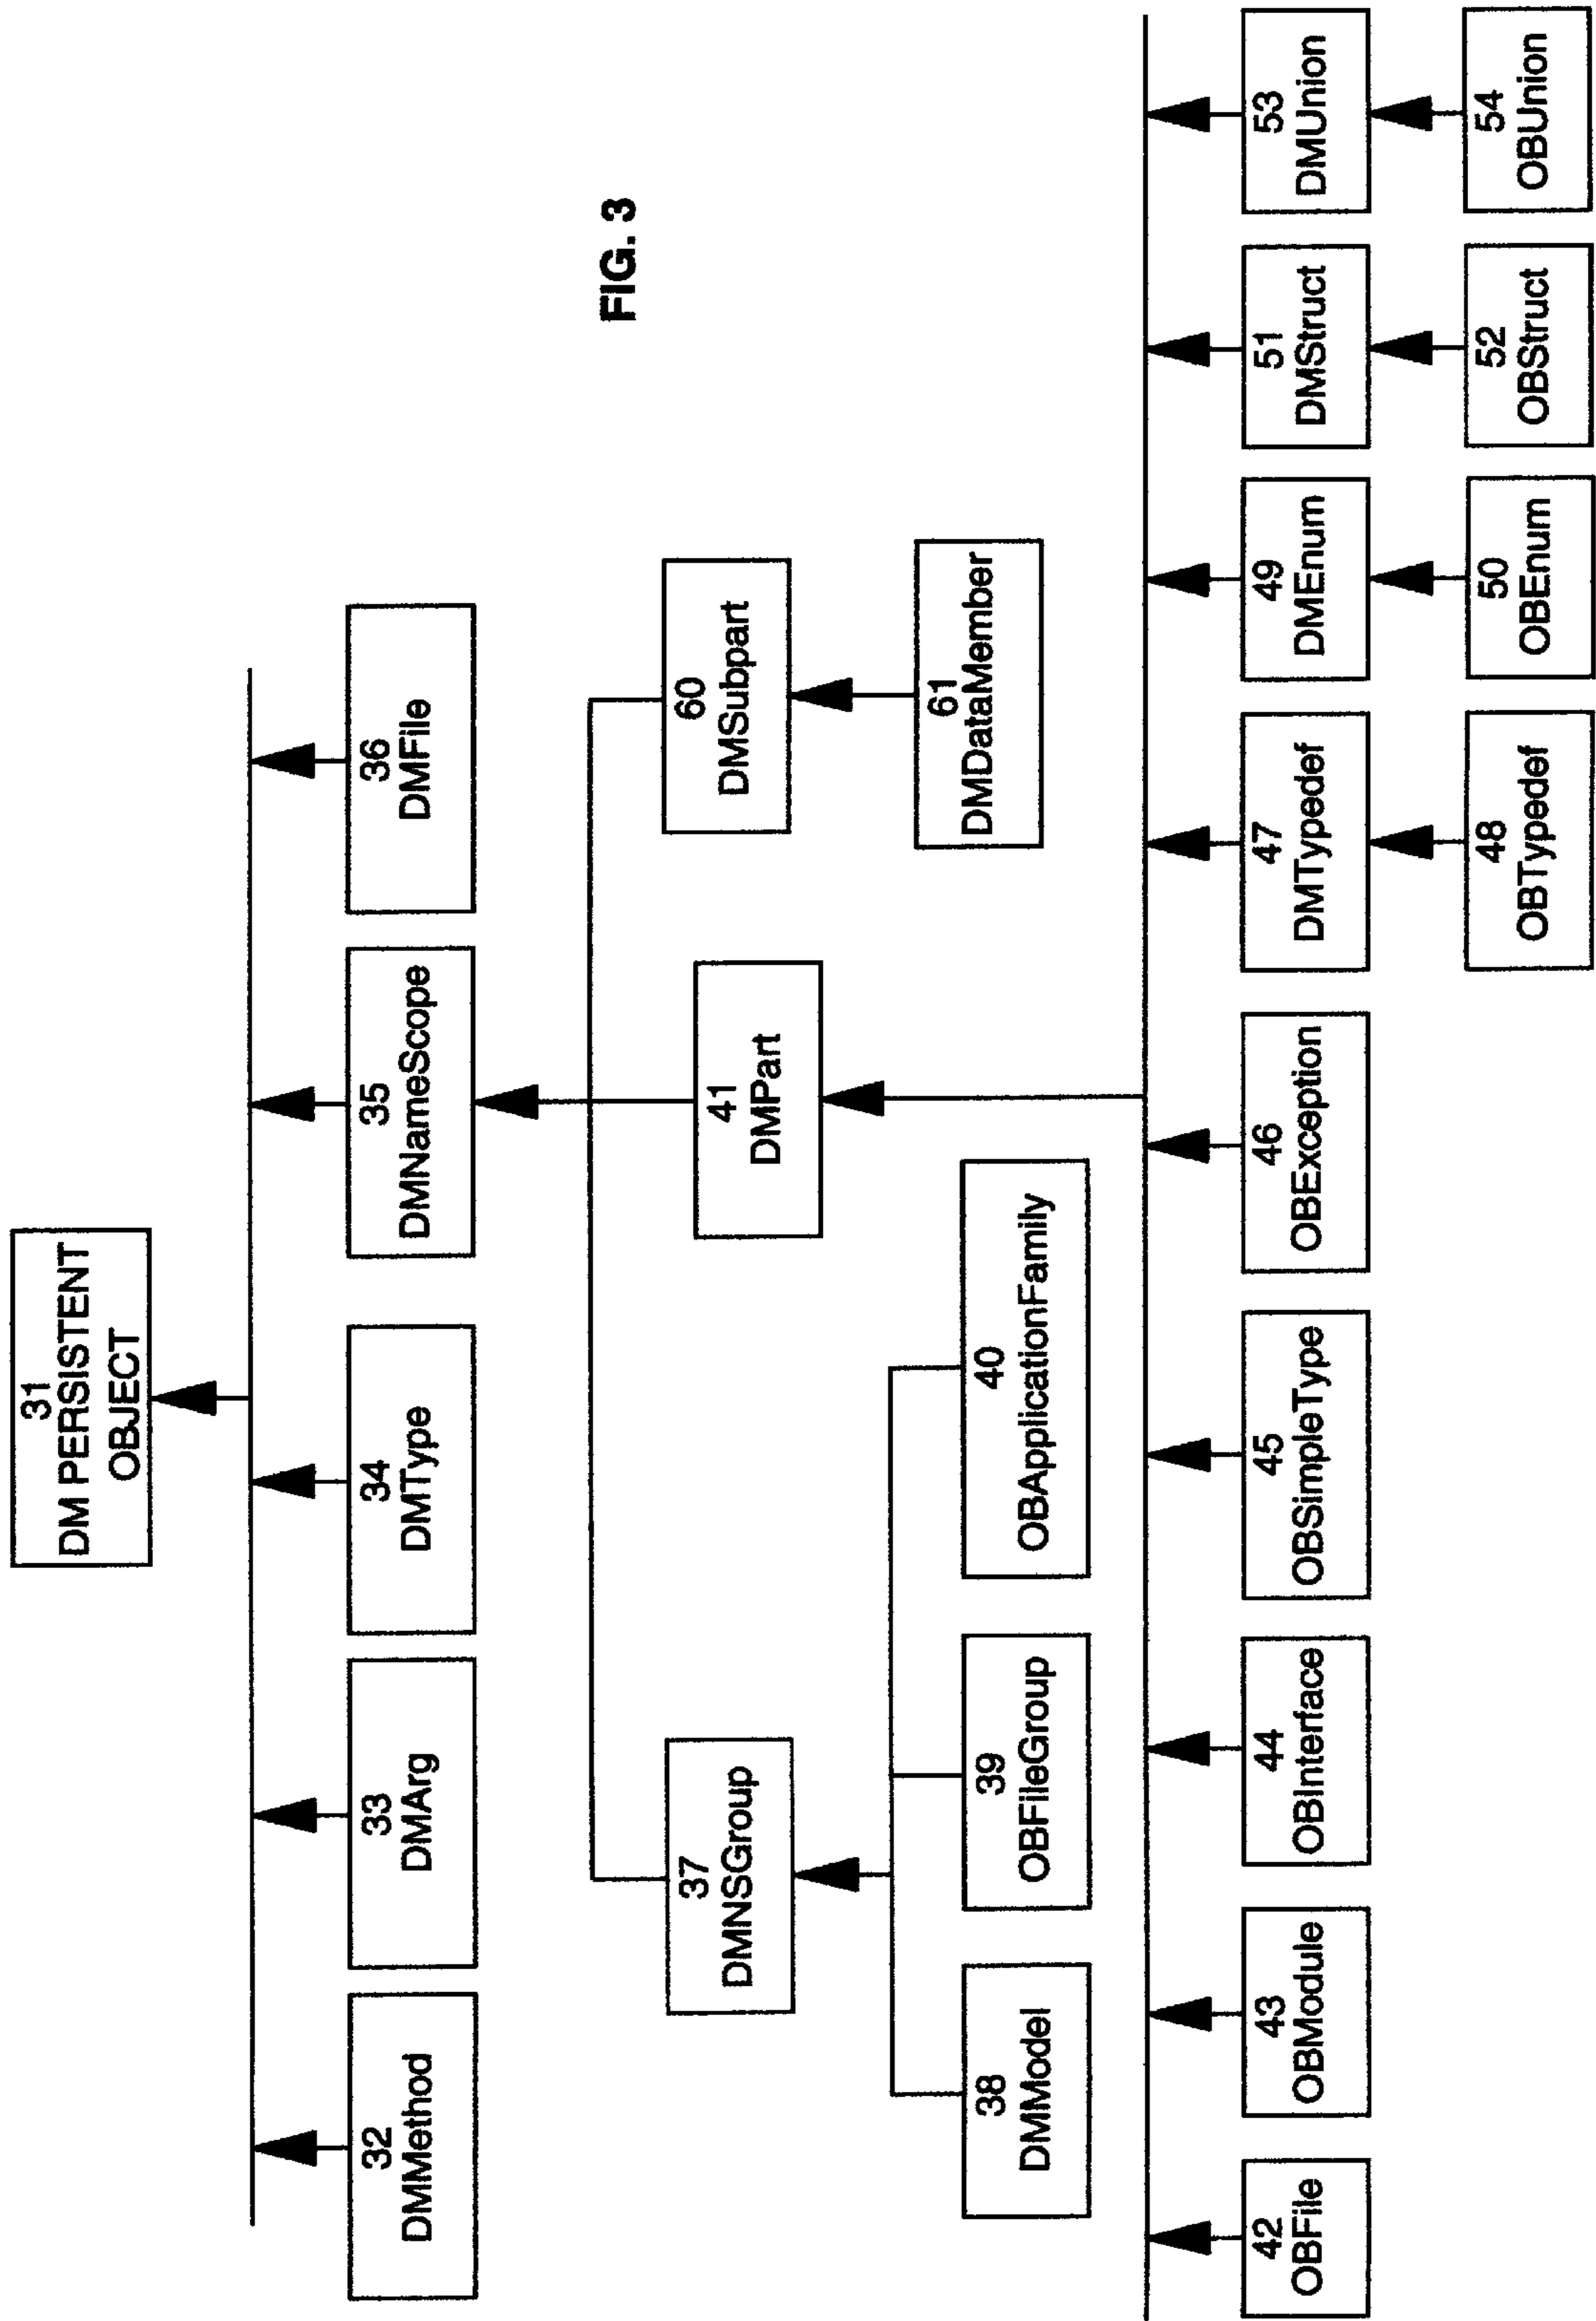 31
DM PERSISTENT
OBJECT
32
DMMethod
33
DMArg
34
DMType
35
DMNameScope
36
DMFile
FIG. 3
37
DMNSGroup
41
DMPart
60
DMSubpart
38
DMModel
39
OBFileGroup
40
OBApplicationFamily
61
DMDataMember
42
OBFile
43
OBModule
44
OBInterface
45
OBSimpleType
46
OBException
47
DMTypedef
49
DMEnum
51
DMStruct
53
DMUnion
48
OBTypedef
50
OBEnum
52
OBStruct
54
OBUnion